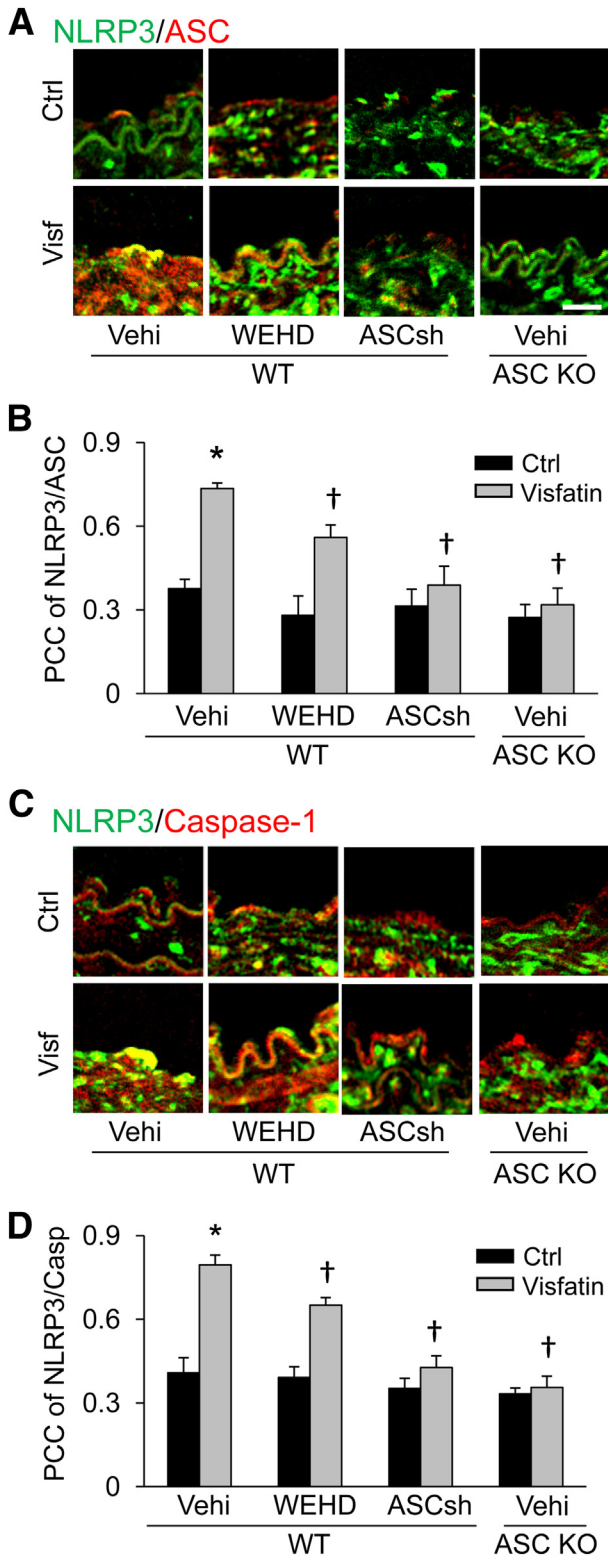 A
NLRP3/ASC
Ctrl
Visf
Vehi WEHD ASCsh Vehi
WT ASC KO
B
PCC of NLRP3/ASC
0.9
0.6
0.3
0
* † † †
Ctrl
Visfatin
Vehi WEHD ASCsh Vehi
WT ASC KO
C
NLRP3/Caspase-1
Ctrl
Visf
Vehi WEHD ASCsh Vehi
WT ASC KO
D
PCC of NLRP3/Casp
0.9
0.6
0.3
0
* † † †
Ctrl
Visfatin
Vehi WEHD ASCsh Vehi
WT ASC KO